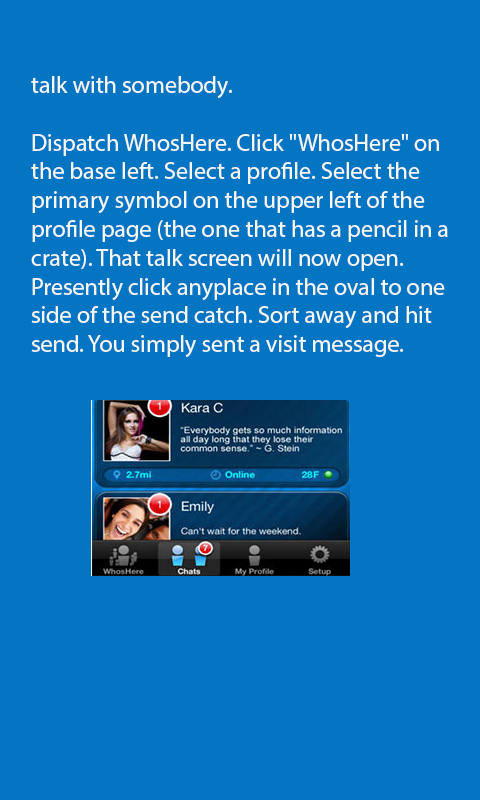 talk with somebody.
Dispatch WhosHere. Click "WhosHere" on
the base left. Select a profile. Select the
primary symbol on the upper left of the
profile page (the one that has a pencil in a
crate). That talk screen will now open.
Presently click anyplace in the oval to one
side of the send catch. Sort away and hit
send. You simply sent a visit message.
1
Kara C
"Everybody gets so much information
all day long that they lose their
common sense." ~ G. Stein
2.7mi Online 28F
1
Emily
Can't wait for the weekend.
7
WhosHere Chats My Profile Setup